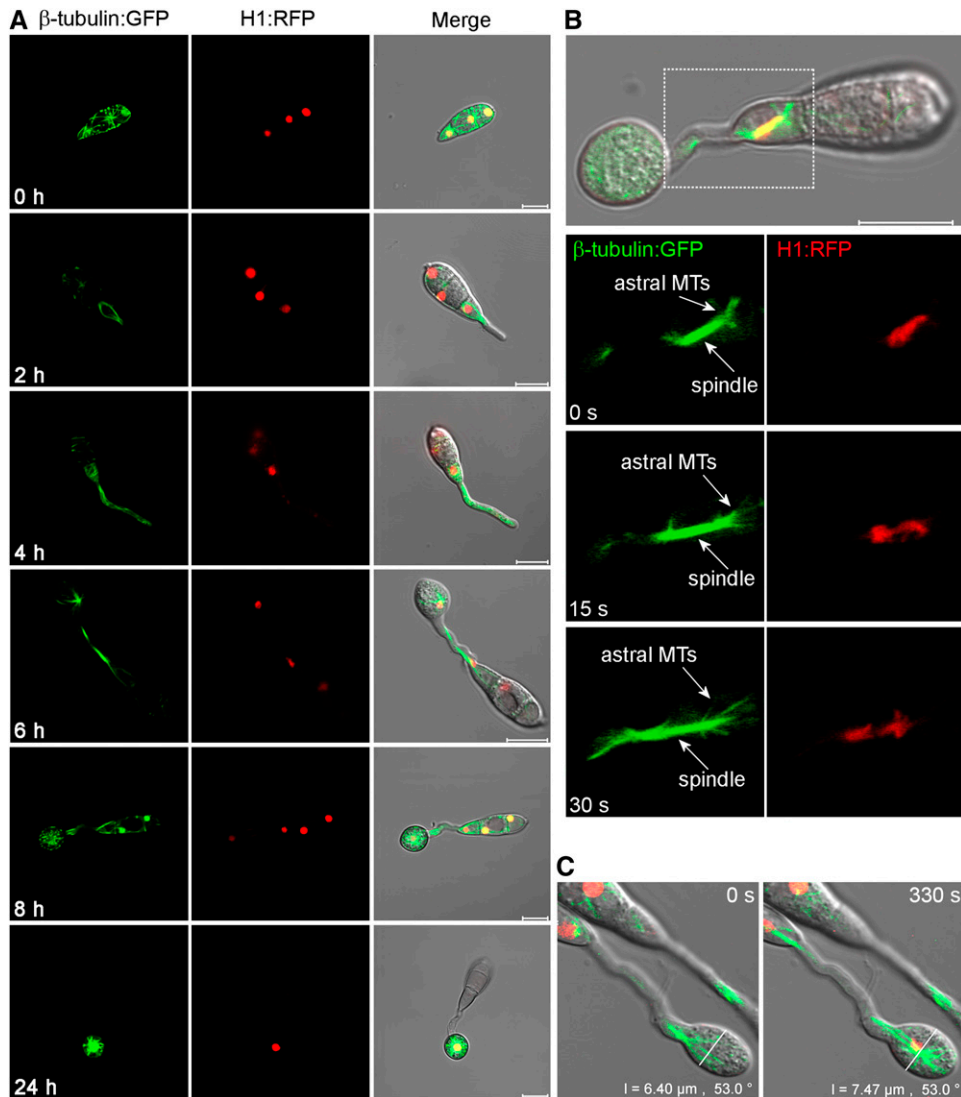 A
β-tubulin:GFP H1:RFP Merge
0 h
2 h
4 h
6 h
8 h
24 h
B
β-tubulin:GFP H1:RFP
astral MTs
spindle
0 s
astral MTs
spindle
15 s
astral MTs
spindle
30 s
C
0 s 330 s
l = 6.40 µm , 53.0 ° l = 7.47 µm , 53.0 °